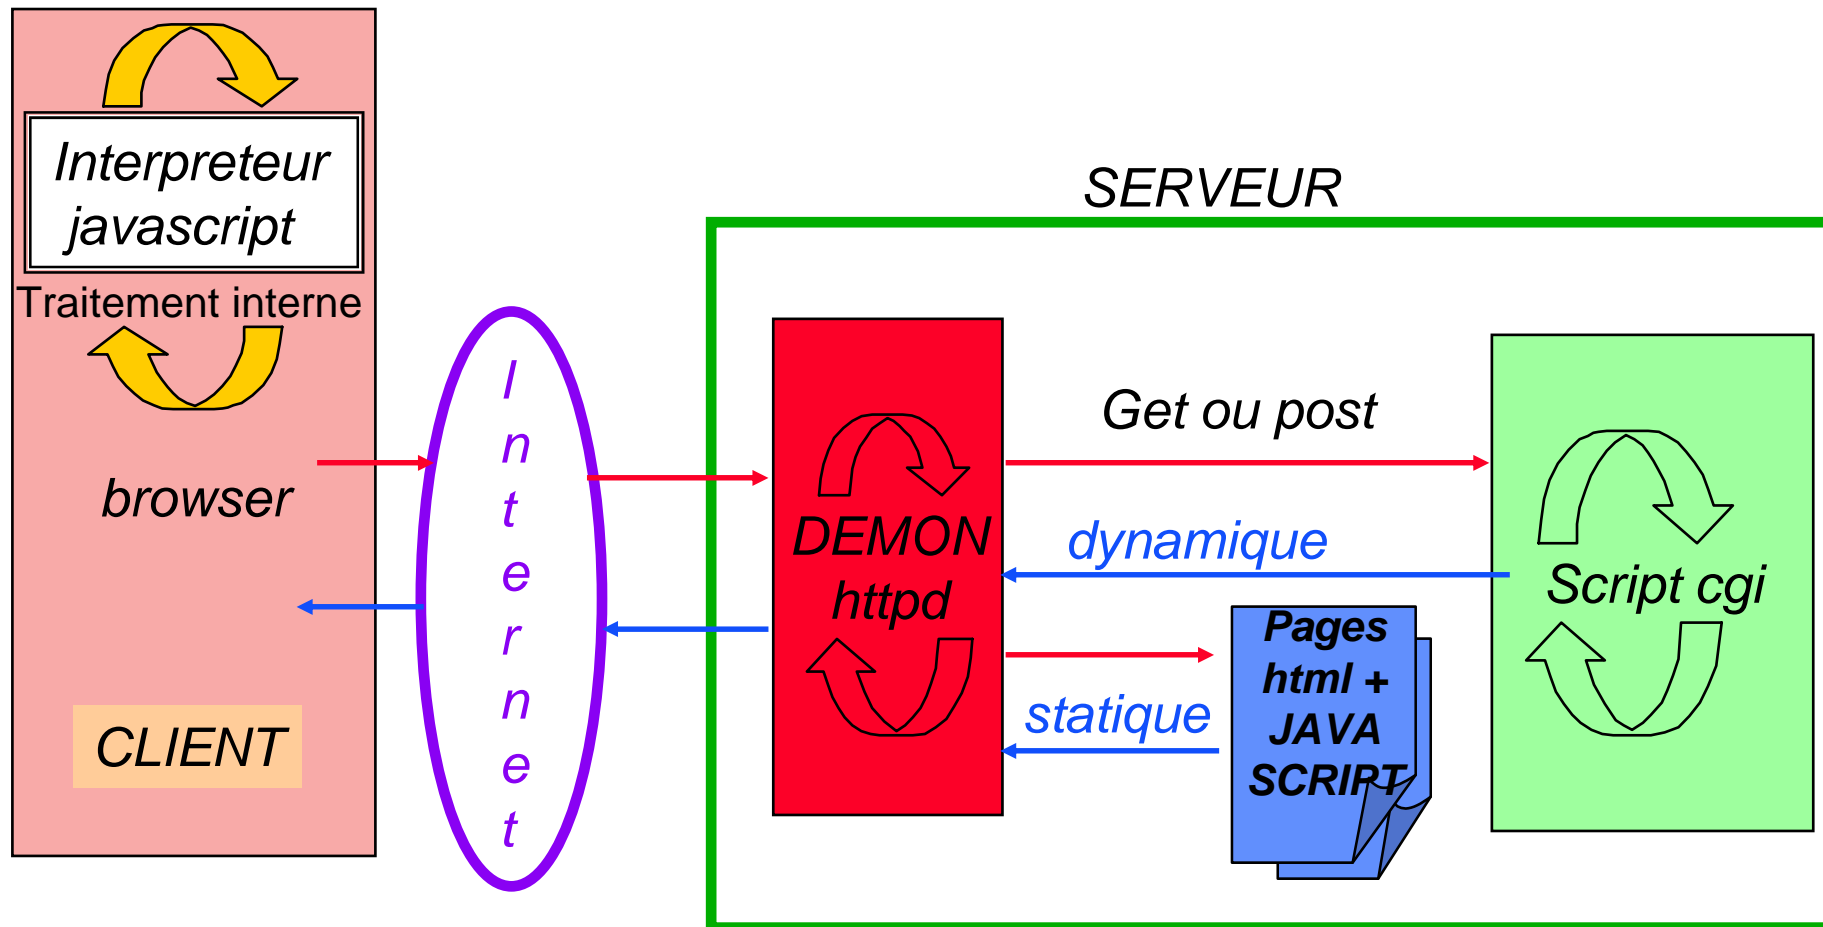 Interpreteur
javascript
Traitement interne
browser
CLIENT
Internet
SERVEUR
DEMON
httpd
Get ou post
dynamique
statique
Pages
html +
JAVA
SCRIPT
Script cgi